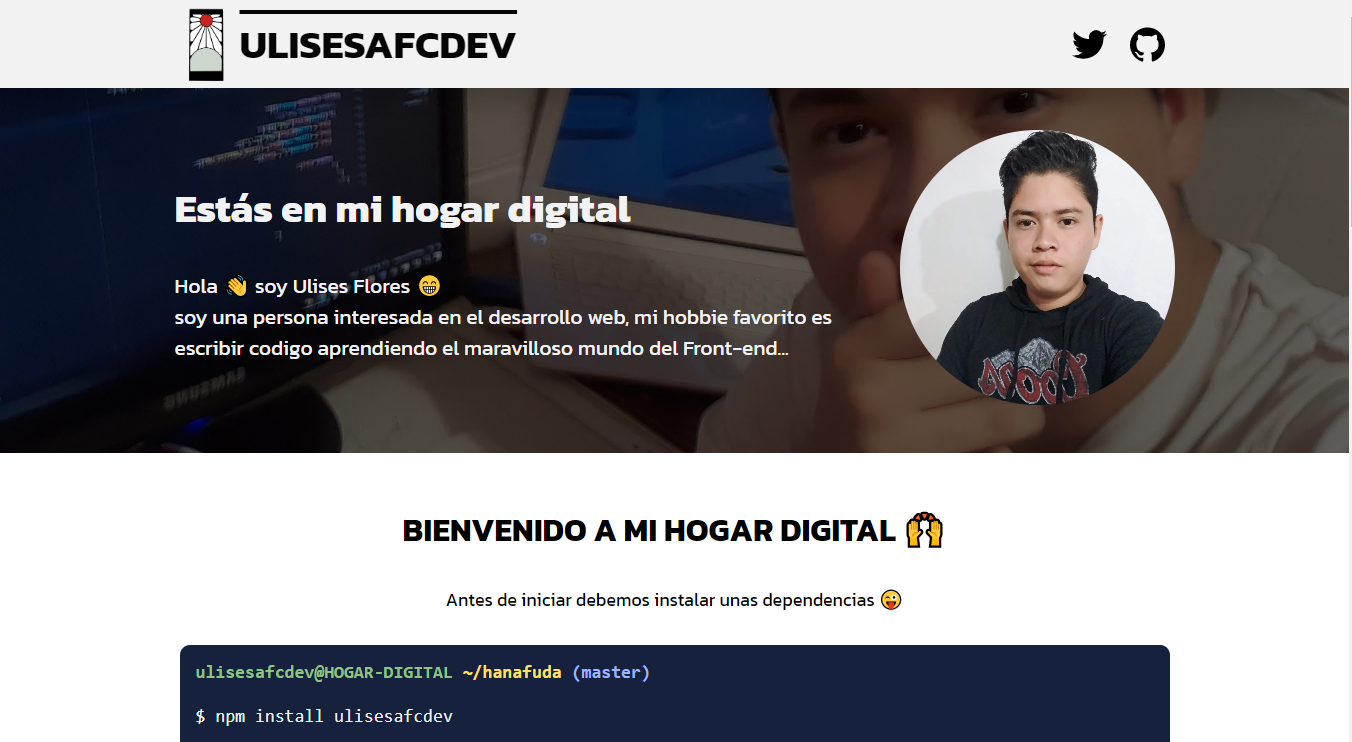 ULISESAFCDEV
Estás en mi hogar digital
Hola 👋 soy Ulises Flores 😁
soy una persona interesada en el desarrollo web, mi hobbie favorito es
escribir codigo aprendiendo el maravilloso mundo del Front-end...
BIENVENIDO A MI HOGAR DIGITAL 🙌
Antes de iniciar debemos instalar unas dependencias 😜
ulisesafcdev@HOGAR-DIGITAL ~/hanafuda (master)
$ npm install ulisesafcdev